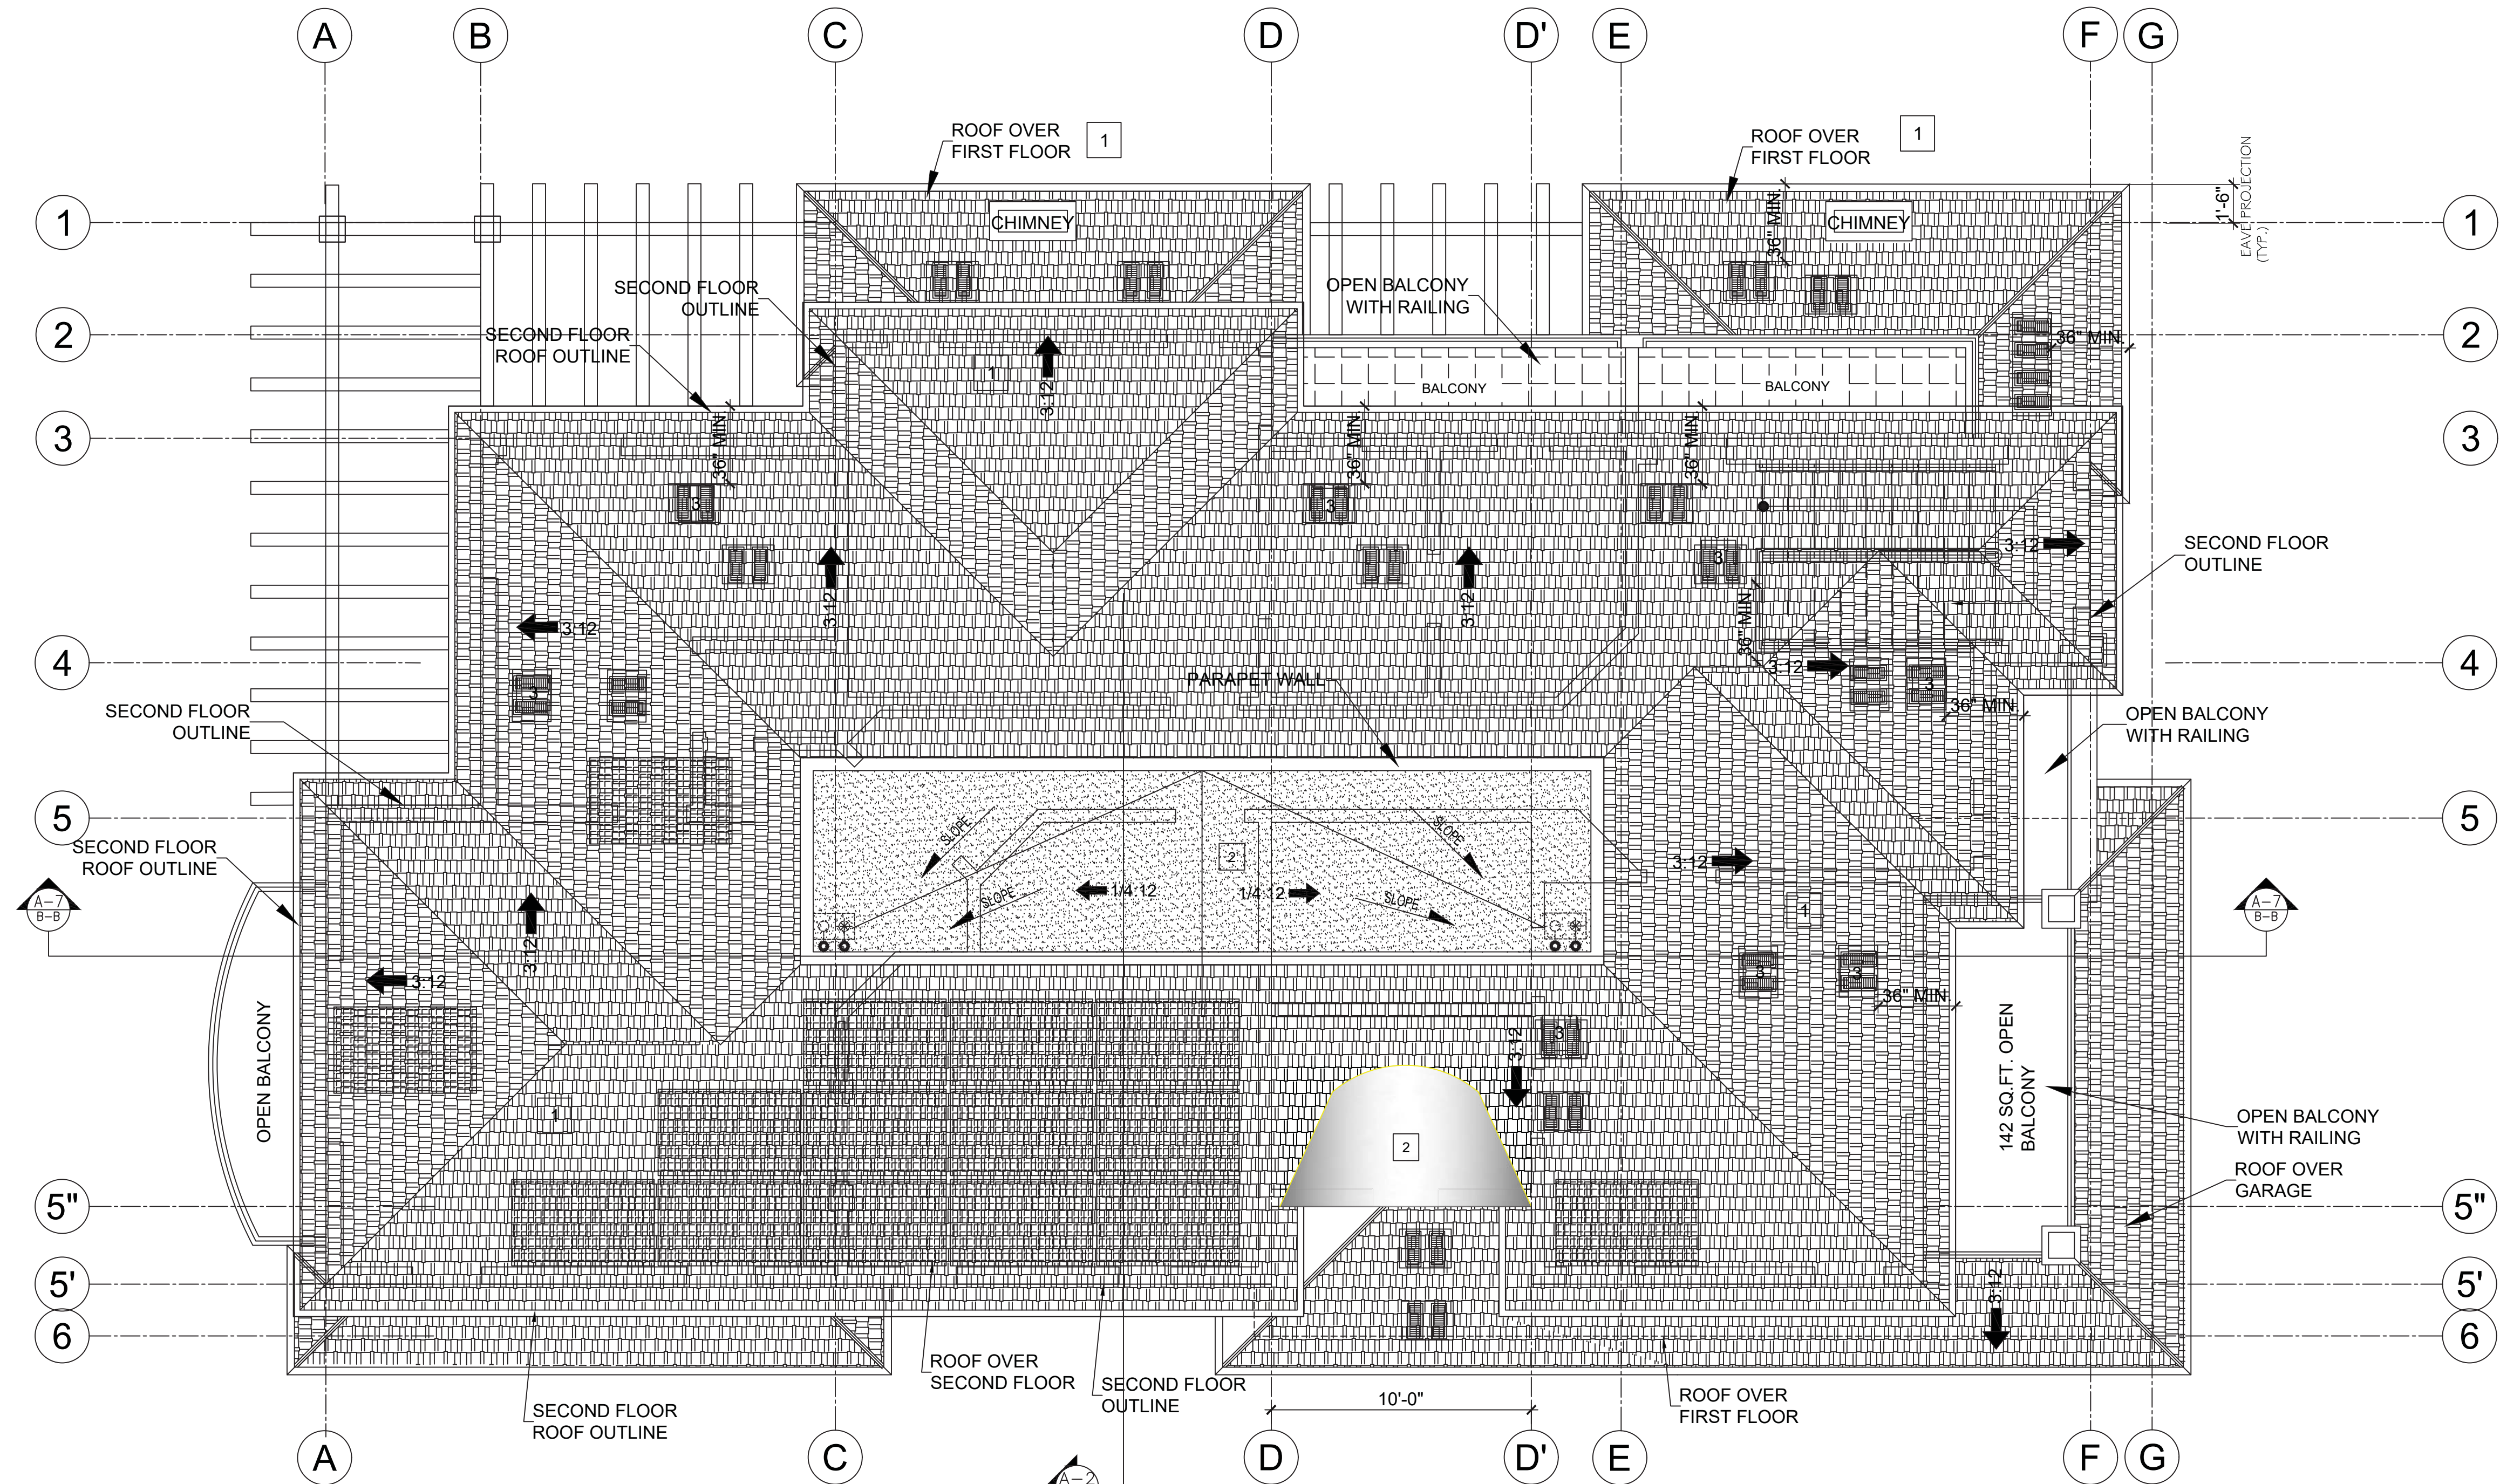 A
B
C
D
D'
E
F
G
ROOF OVER
FIRST FLOOR
1
ROOF OVER
FIRST FLOOR
1
1'-6"
EAVE PROJECTION
(TYP.)
1
CHIMNEY
CHIMNEY
1
36" MIN.
SECOND FLOOR
OUTLINE
OPEN BALCONY
WITH RAILING
2
SECOND FLOOR
ROOF OUTLINE
36" MIN.
2
1
3:12
BALCONY
BALCONY
3
36" MIN.
36" MIN.
36" MIN.
3
3
3
3
3:12
SECOND FLOOR
OUTLINE
3:12
3:12
3:12
36" MIN.
4
3:12
4
3
PARAPET WALL
3
36" MIN.
SECOND FLOOR
OUTLINE
OPEN BALCONY
WITH RAILING
5
SLOPE
SLOPE
5
SECOND FLOOR
ROOF OUTLINE
2
3:12
A-7
B-B
SLOPE
1/4:12
1/4:12
SLOPE
1
A-7
B-B
3:12
3:12
3
3
36" MIN.
OPEN BALCONY
3:12
3
142 SQ.FT. OPEN
BALCONY
1
2
OPEN BALCONY
WITH RAILING
ROOF OVER
GARAGE
5"
5"
5'
5'
3:12
6
6
ROOF OVER
SECOND FLOOR
SECOND FLOOR
OUTLINE
10'-0"
ROOF OVER
FIRST FLOOR
SECOND FLOOR
ROOF OUTLINE
A
C
D
D'
E
F
G
A-2